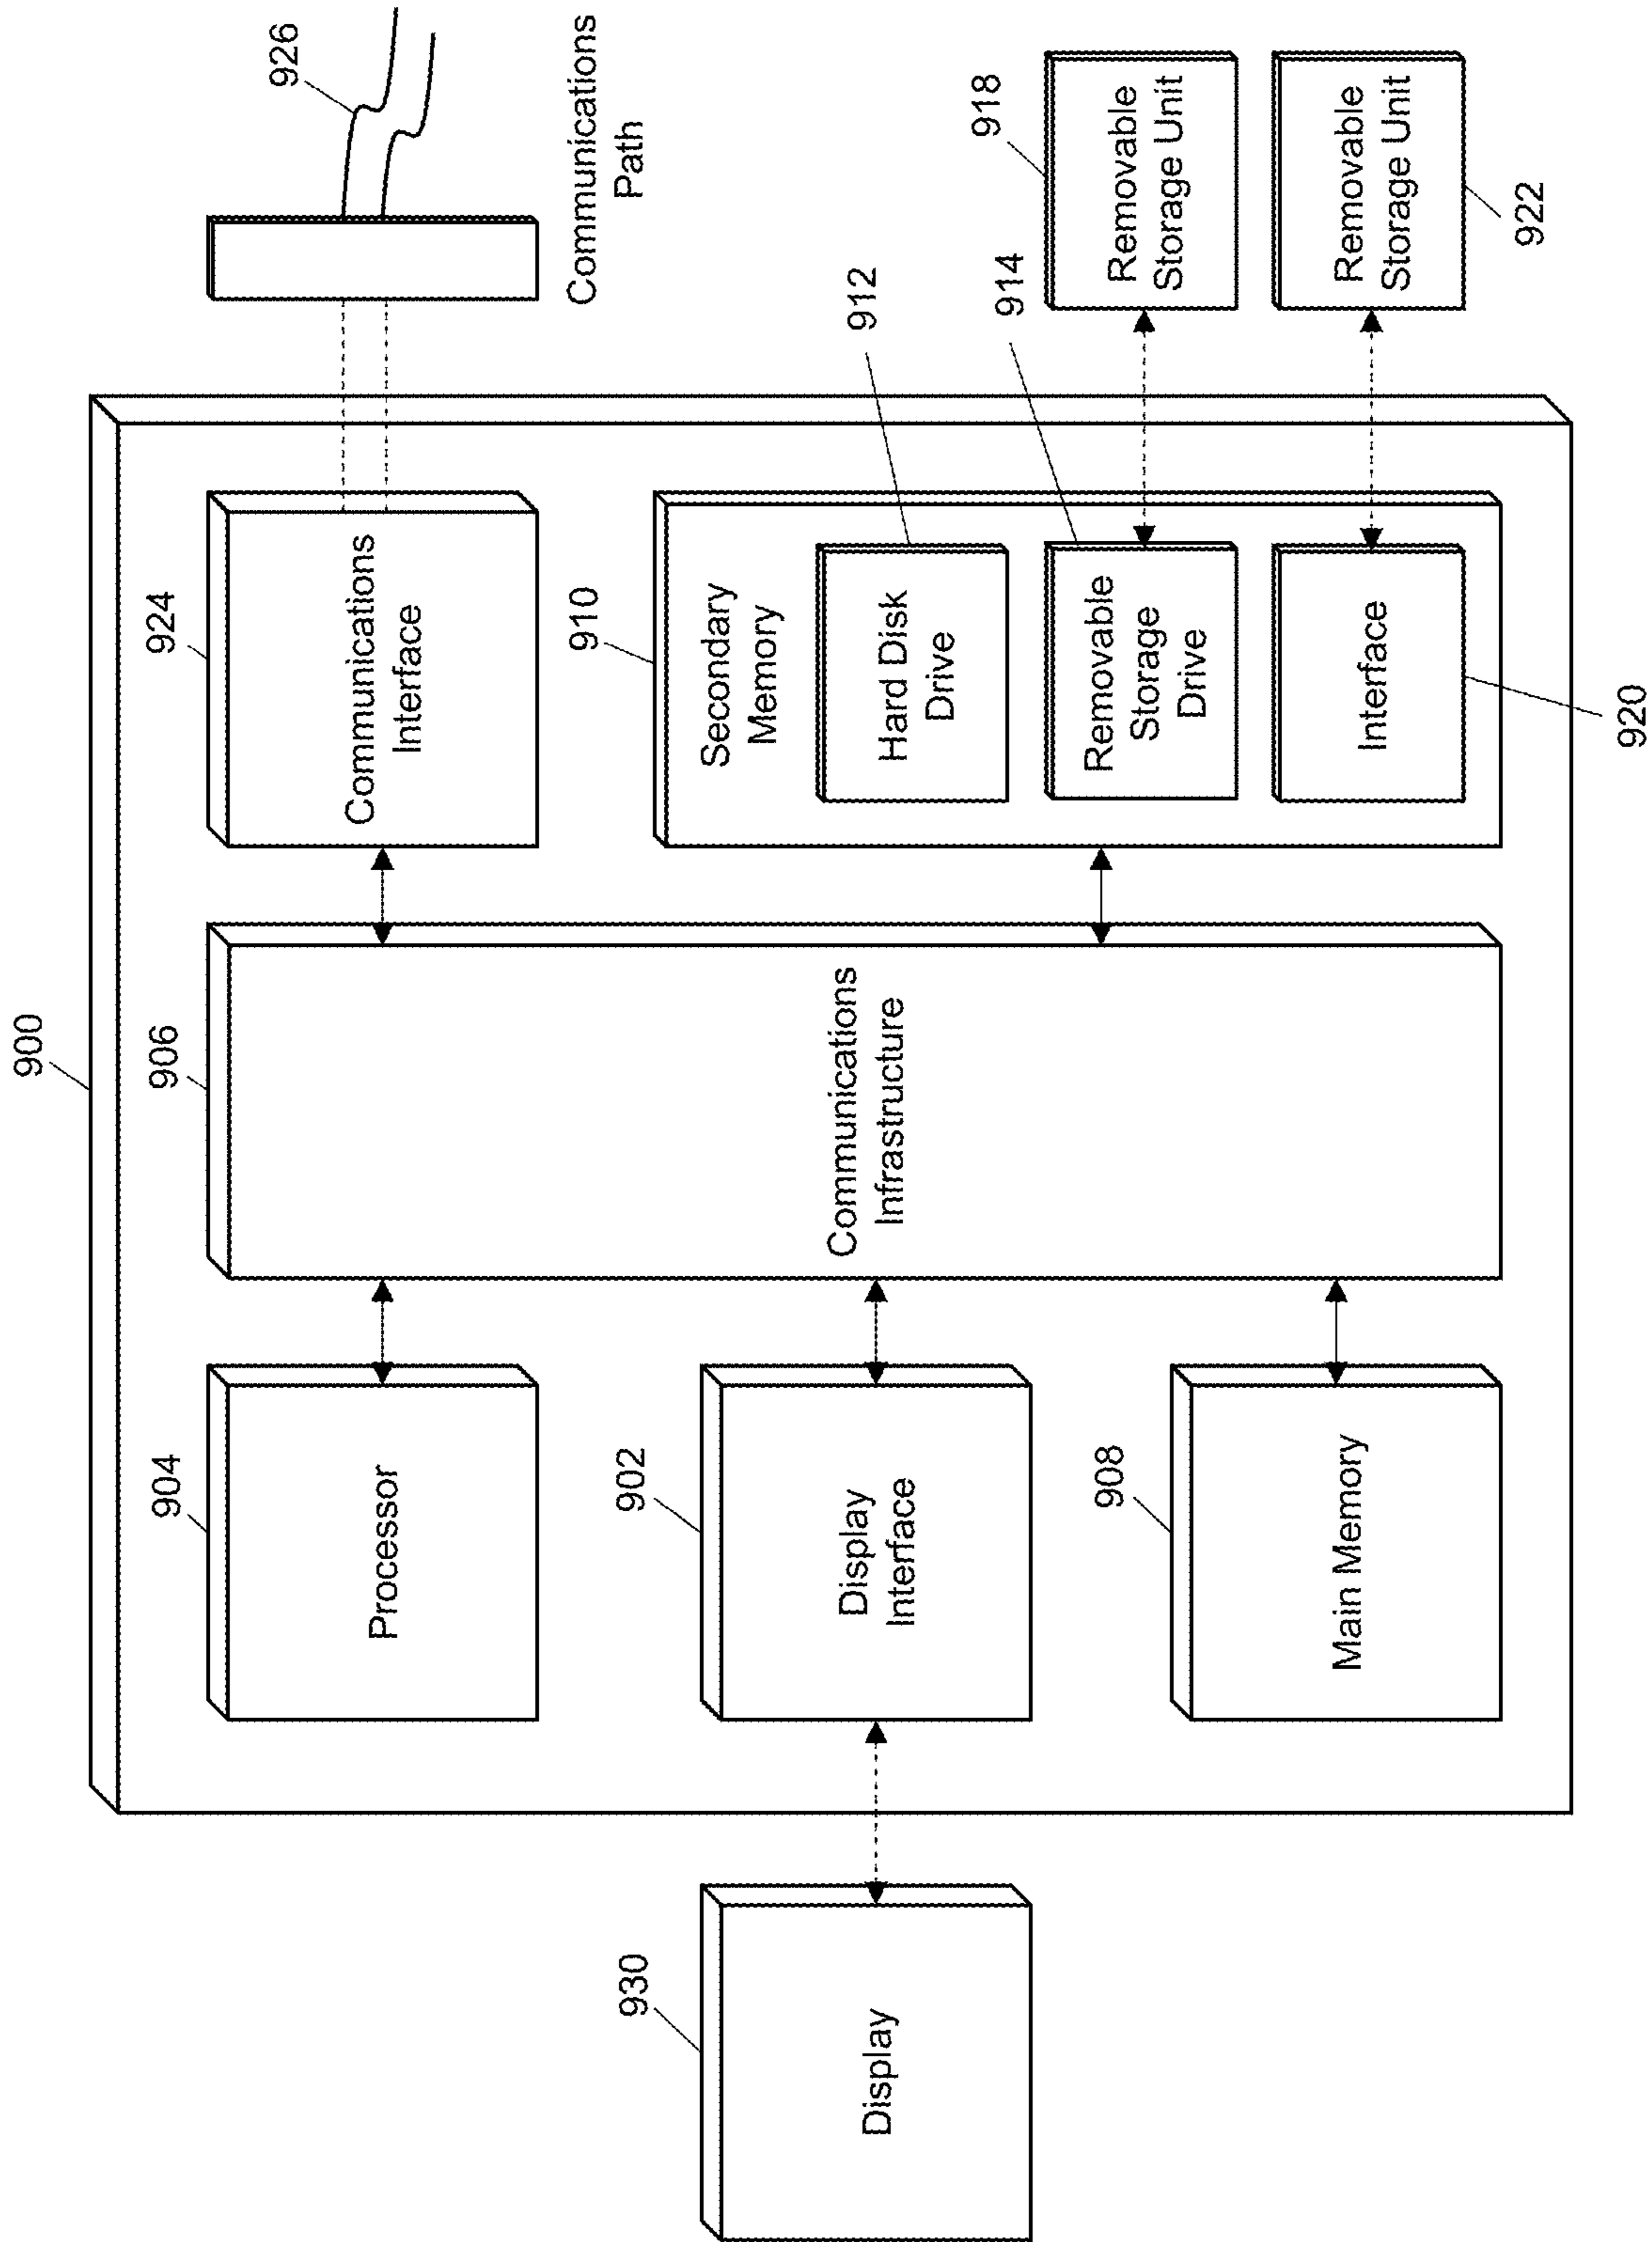 900
904
Processor
906
Communications
Infrastructure
924
Communications
Interface
926
Communications
Path
930
Display
902
Display
Interface
908
Main Memory
910
Secondary
Memory
912
Hard Disk
Drive
914
Removable
Storage
Drive
918
Removable
Storage Unit
Interface
920
Removable
Storage Unit
922